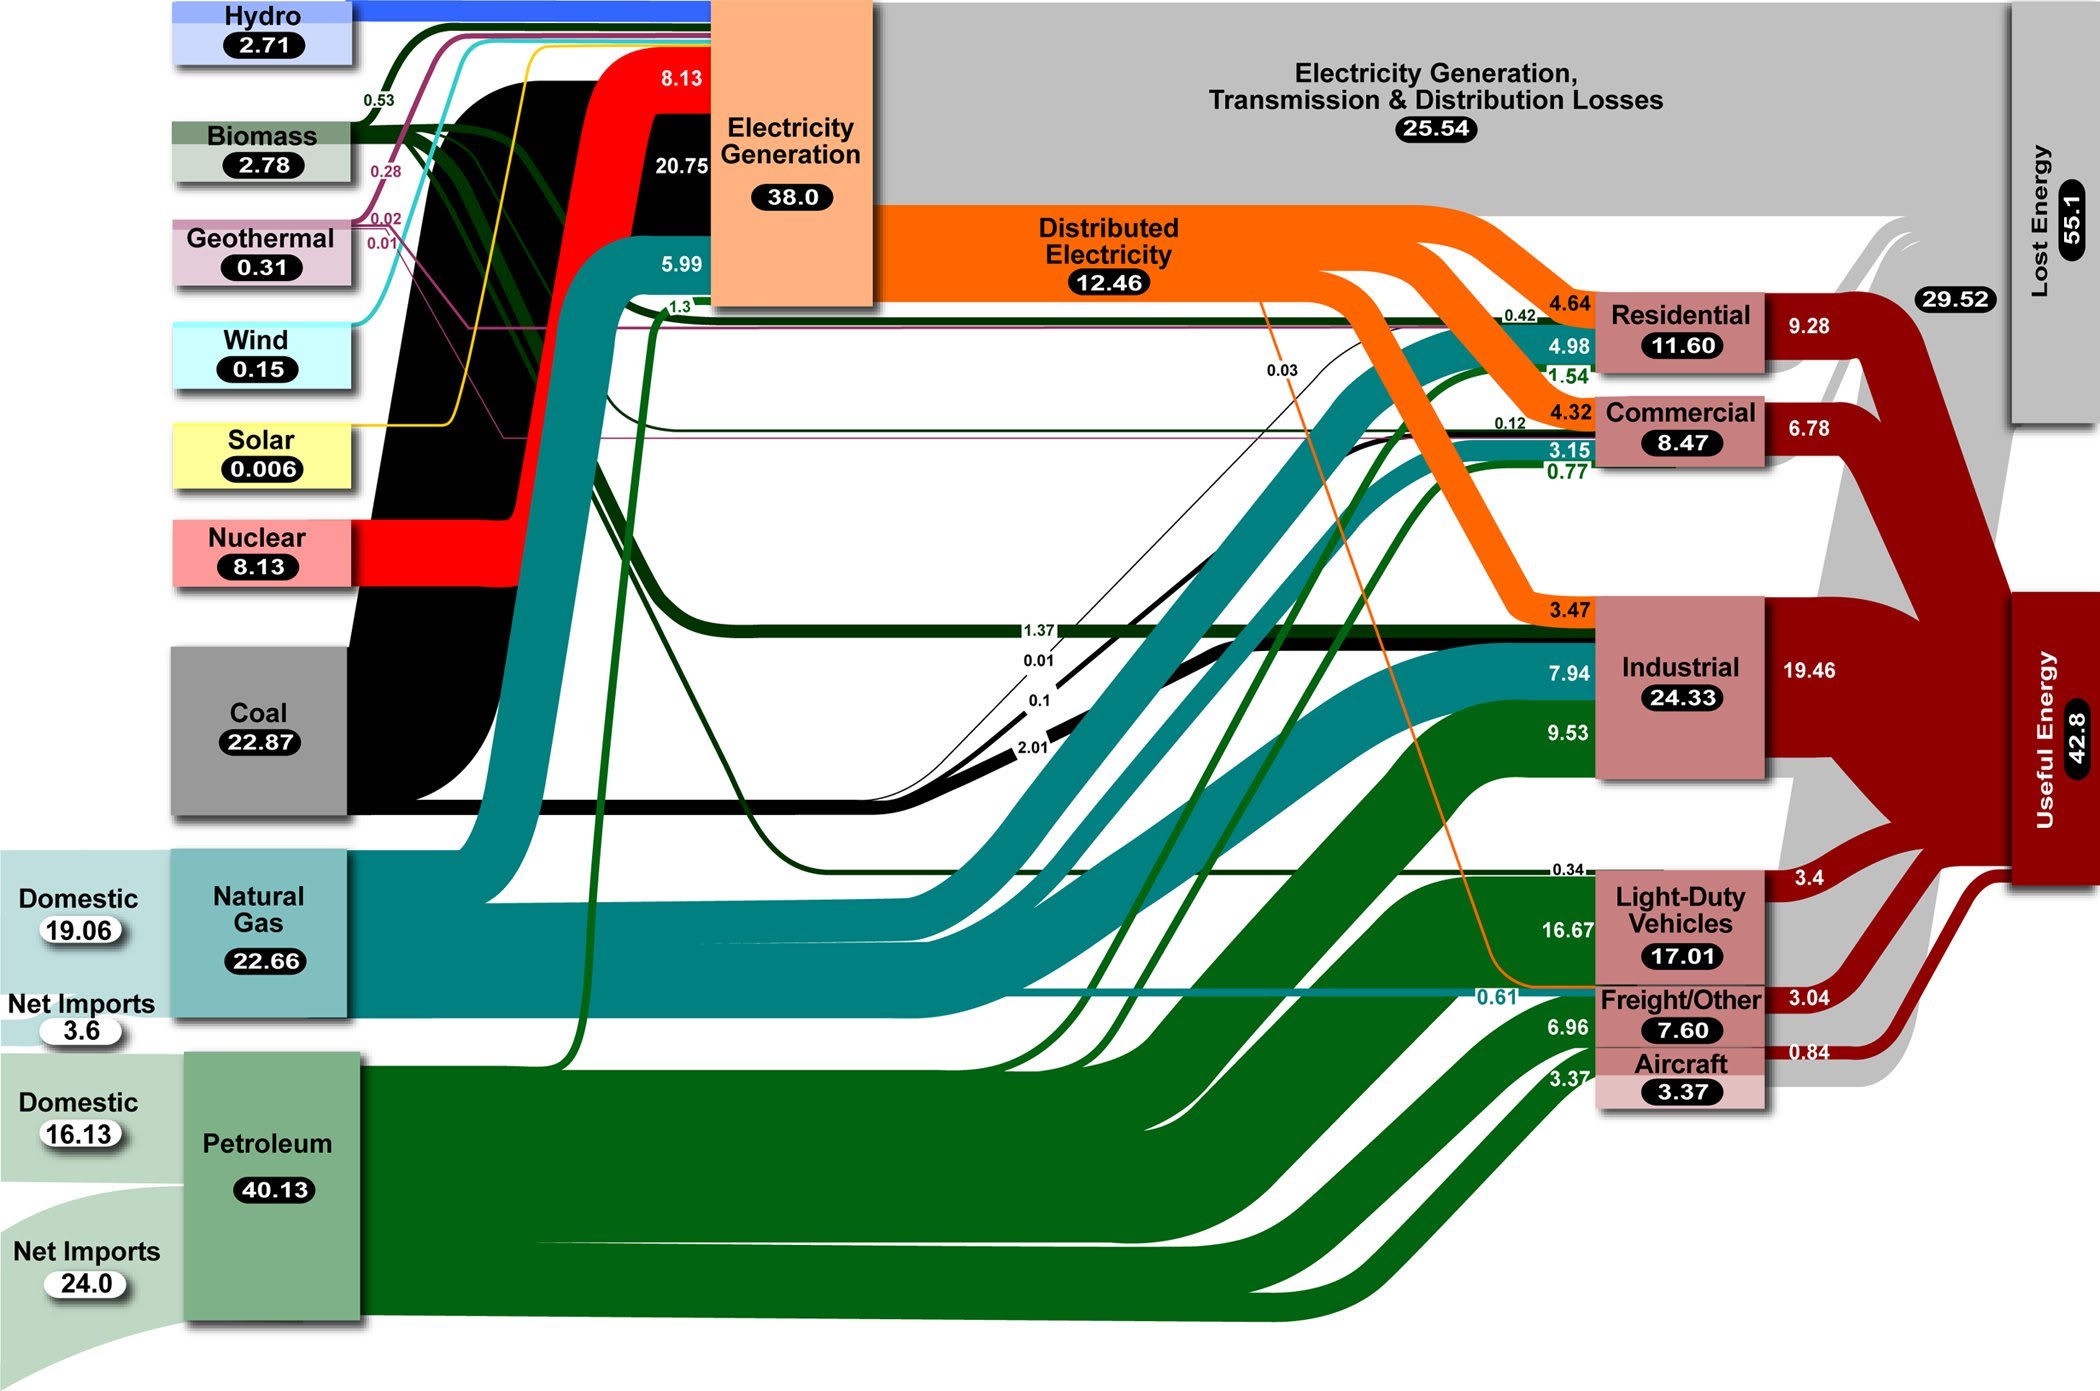 Hydro
2.71
Biomass
2.78
Geothermal
0.31
Wind
0.15
Solar
0.006
Nuclear
8.13
Coal
22.87
Domestic
19.06
Net Imports
3.6
Natural
Gas
22.66
Domestic
16.13
Net Imports
24.0
Petroleum
40.13
0.53
0.28
0.02
0.01
8.13
20.75
5.99
1.3
Electricity
Generation
38.0
Electricity Generation,
Transmission & Distribution Losses
25.54
Distributed
Electricity
12.46
0.03
1.37
0.01
0.1
2.01
4.64
0.42
4.98
1.54
4.32
0.12
3.15
0.77
3.47
7.94
9.53
0.34
16.67
0.61
6.96
3.37
Residential
11.60
Commercial
8.47
Industrial
24.33
Light-Duty
Vehicles
17.01
Freight/Other
7.60
Aircraft
3.37
9.28
6.78
19.46
3.4
3.04
0.84
29.52
Lost Energy
55.1
Useful Energy
42.8